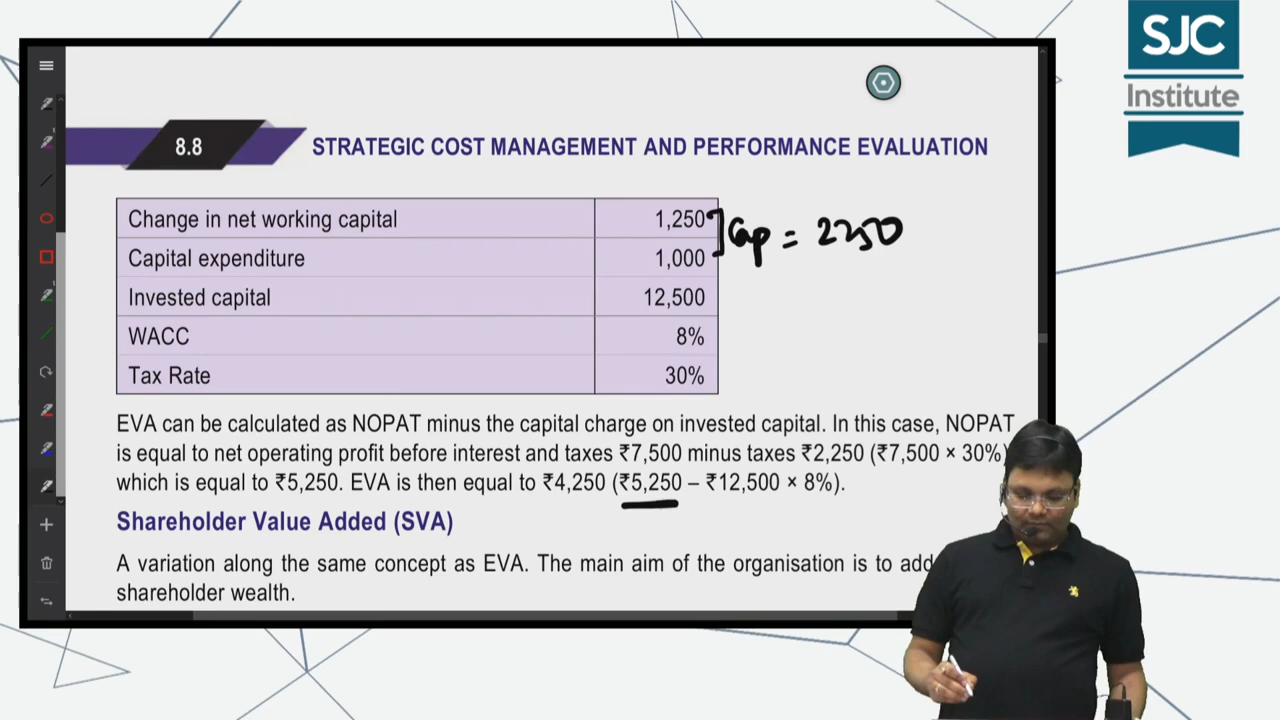 SJC
Institute
8.8
STRATEGIC COST MANAGEMENT AND PERFORMANCE EVALUATION
Change in net working capital 1,250
Capital expenditure 1,000
Cap = 2250
Invested capital 12,500
WACC 8%
Tax Rate 30%
EVA can be calculated as NOPAT minus the capital charge on invested capital. In this case, NOPAT
is equal to net operating profit before interest and taxes ₹7,500 minus taxes ₹2,250 (₹7,500 × 30%)
which is equal to ₹5,250. EVA is then equal to ₹4,250 (₹5,250 – ₹12,500 × 8%).
Shareholder Value Added (SVA)
A variation along the same concept as EVA. The main aim of the organisation is to add
shareholder wealth.